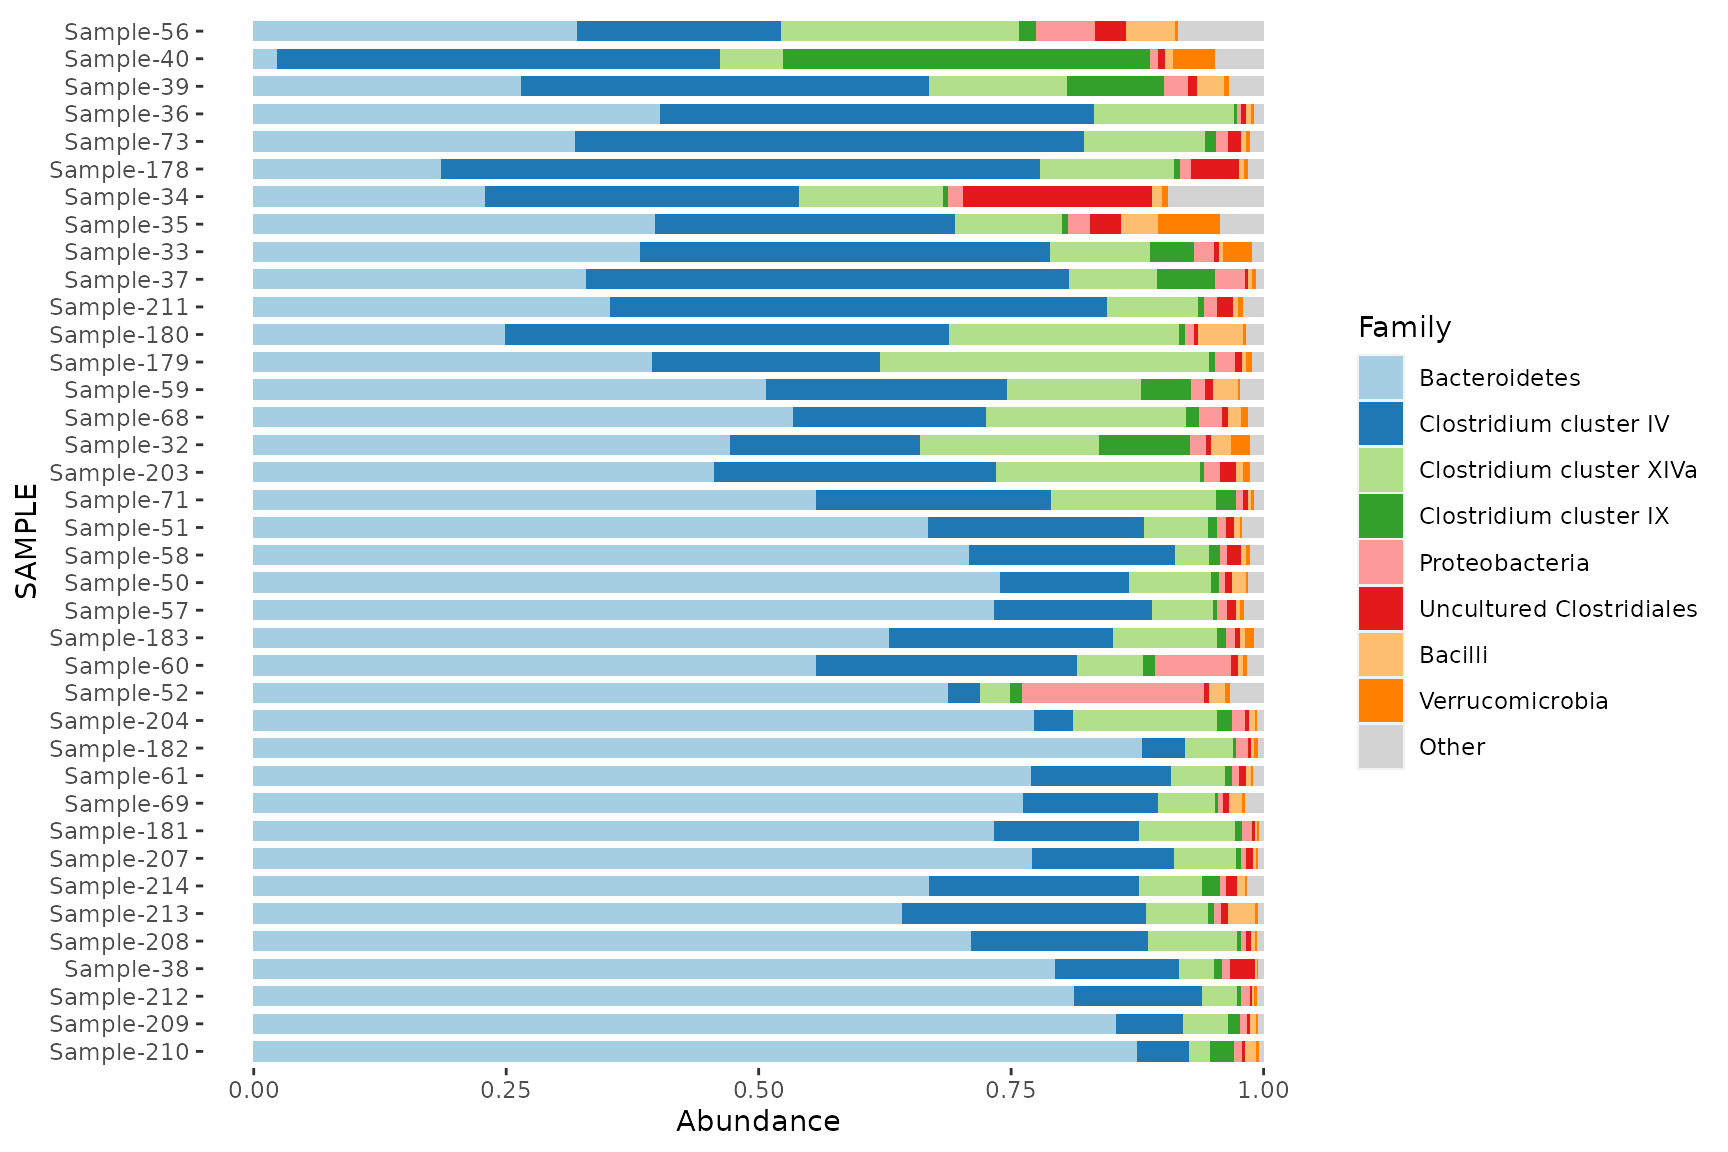 Sample-56
Sample-40
Sample-39
Sample-36
Sample-73
Sample-178
Sample-34
Sample-35
Sample-33
Sample-37
Sample-211
Sample-180
Sample-179
Sample-59
Sample-68
Sample-32
Sample-203
Sample-71
Sample-51
Sample-58
Sample-50
Sample-57
Sample-183
Sample-60
Sample-52
Sample-204
Sample-182
Sample-61
Sample-69
Sample-181
Sample-207
Sample-214
Sample-213
Sample-208
Sample-38
Sample-212
Sample-209
Sample-210
SAMPLE
0.00 0.25 0.50 0.75 1.00
Abundance
Family
Bacteroidetes
Clostridium cluster IV
Clostridium cluster XIVa
Clostridium cluster IX
Proteobacteria
Uncultured Clostridiales
Bacilli
Verrucomicrobia
Other